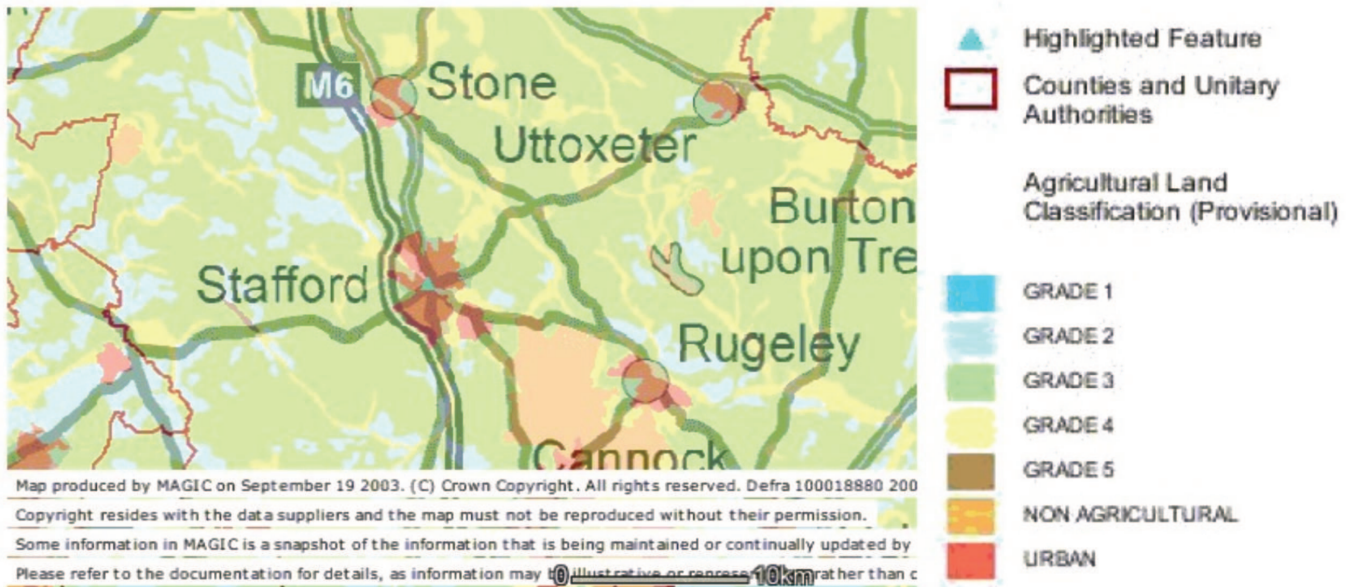 M6
Stone
Uttoxeter
Burton
upon Tre
Stafford
Rugeley
Cannock
Map produced by MAGIC on September 19 2003. (C) Crown Copyright. All rights reserved. Defra 100018880 200
Copyright resides with the data suppliers and the map must not be reproduced without their permission.
Some information in MAGIC is a snapshot of the information that is being maintained or continually updated by
Please refer to the documentation for details, as information may illustrative or rather than
0 10km
Highlighted Feature
Counties and Unitary
Authorities
Agricultural Land
Classification (Provisional)
GRADE 1
GRADE 2
GRADE 3
GRADE 4
GRADE 5
NON AGRICULTURAL
URBAN